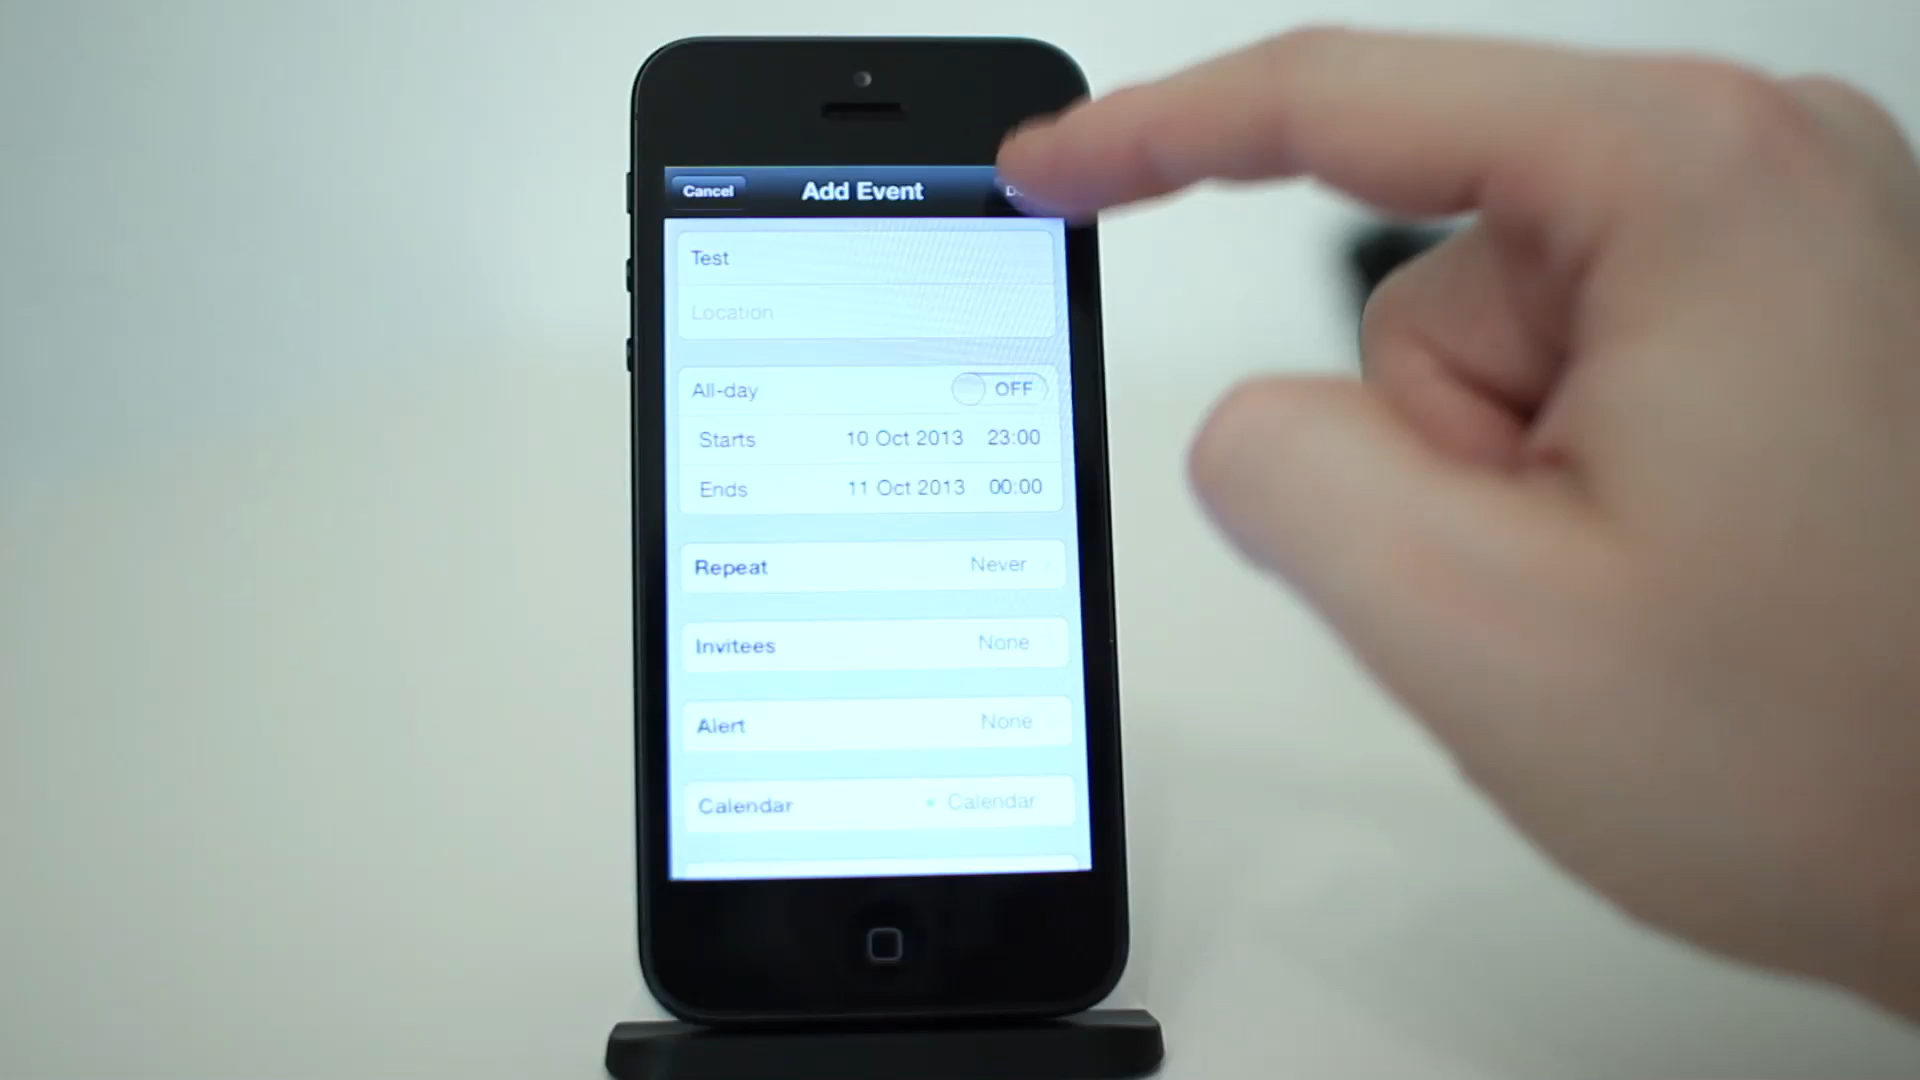 Cancel Add Event
Test
Location
All-day OFF
Starts 10 Oct 2013 23:00
Ends 11 Oct 2013 00:00
Repeat Never
Invitees None
Alert None
Calendar Calendar